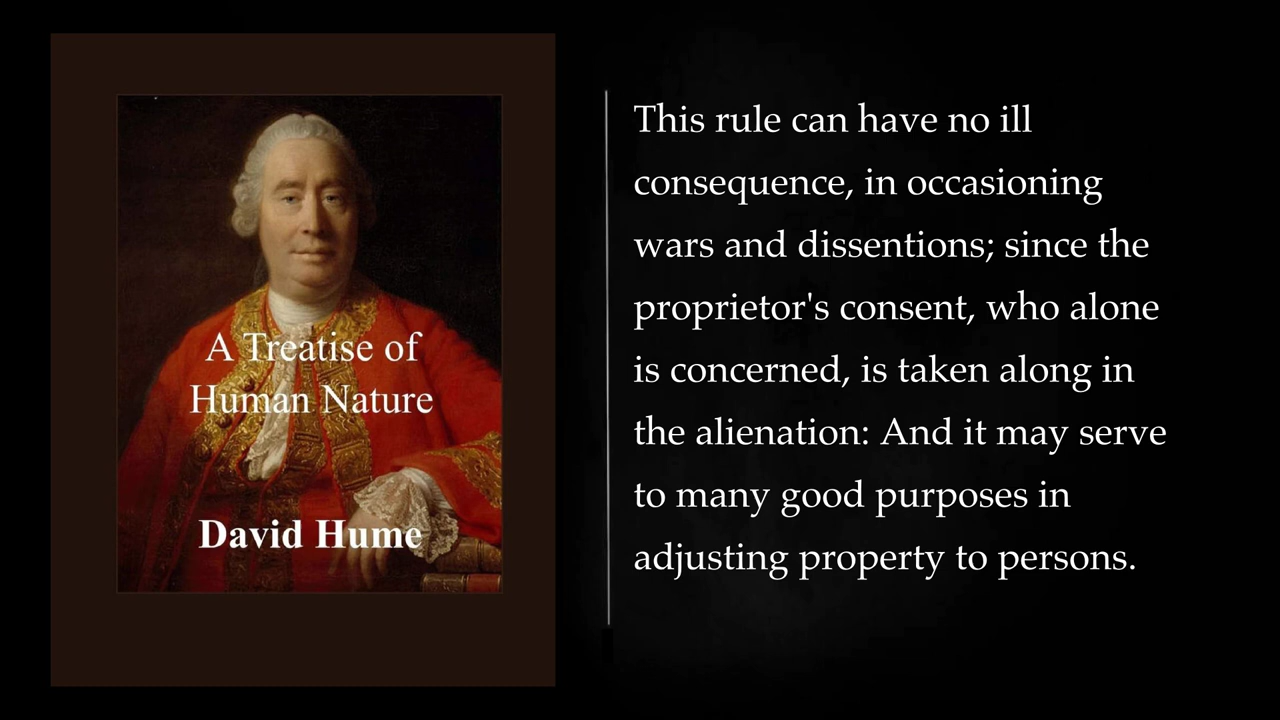 A Treatise of
Human Nature
David Hume
This rule can have no ill
consequence, in occasioning
wars and dissentions; since the
proprietor's consent, who alone
is concerned, is taken along in
the alienation: And it may serve
to many good purposes in
adjusting property to persons.